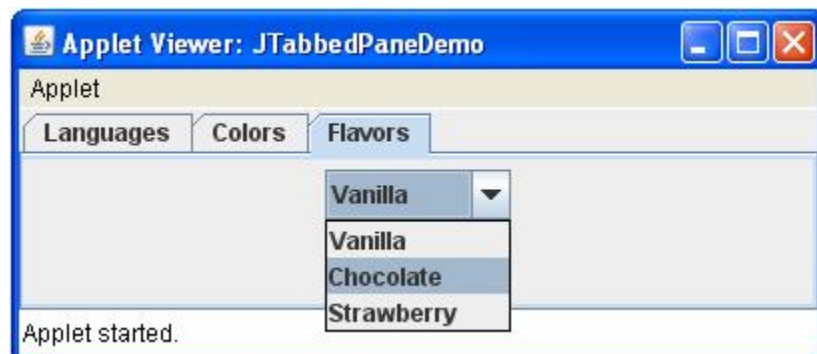 Applet Viewer: JTabbedPaneDemo
Applet
Languages Colors Flavors
Vanilla
Vanilla
Chocolate
Strawberry
Applet started.